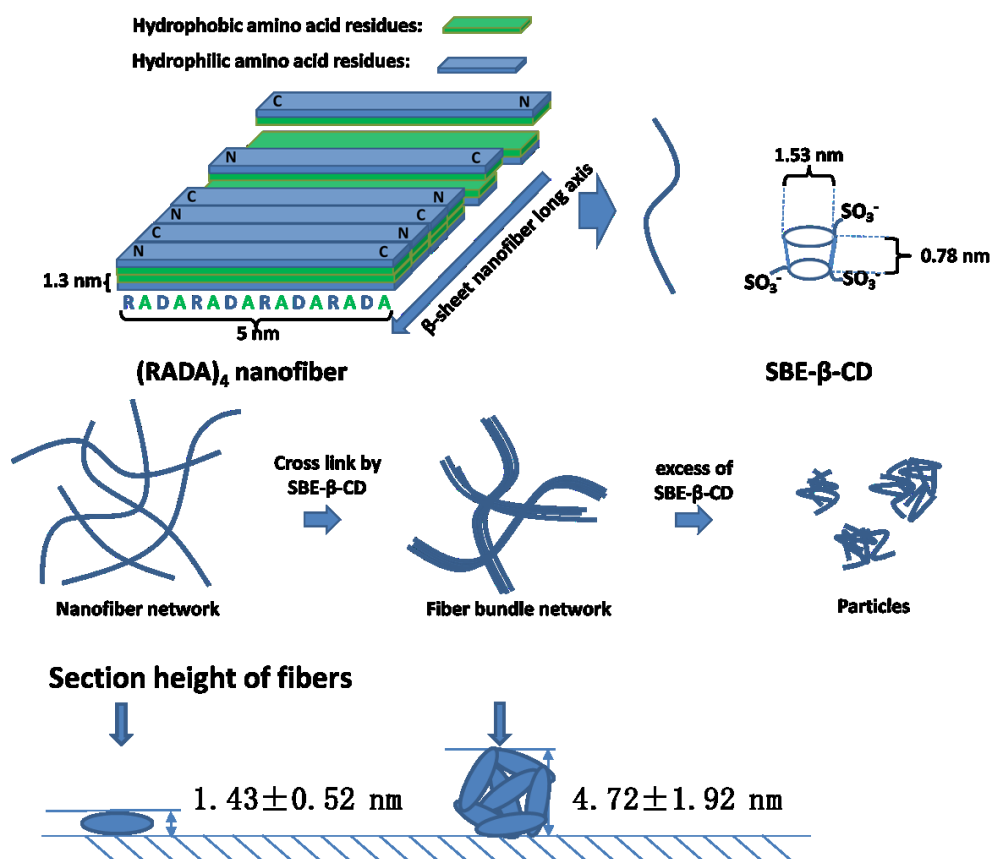 Hydrophobic amino acid residues:
Hydrophilic amino acid residues:
C N
N C
C N
N C
C N
N C
1.3 nm
RADARADARADARADA
5 nm
β-sheet nanofiber long axis
1.53 nm
SO₃⁻
0.78 nm
SO₃⁻ SO₃⁻
(RADA)₄ nanofiber
SBE-β-CD
Cross link by
SBE-β-CD
excess of
SBE-β-CD
Nanofiber network
Fiber bundle network
Particles
Section height of fibers
1.43±0.52 nm
4.72±1.92 nm